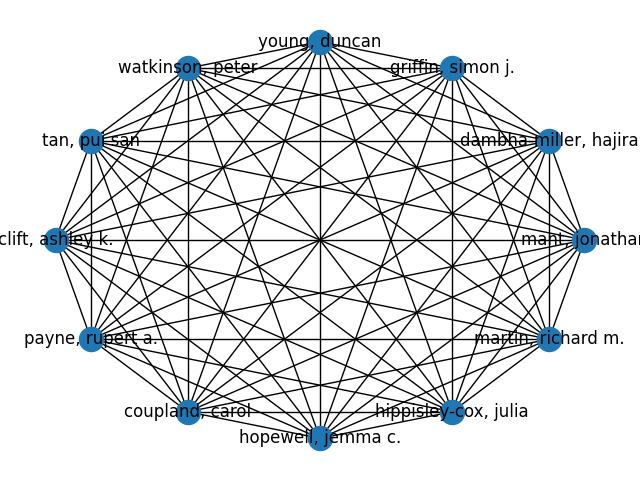 young, duncan
watkinson, peter
griffin, simon j.
tan, pui san
dambha-miller, hajira
clift, ashley k.
mant, jonathan
payne, rupert a.
martin, richard m.
coupland, carol
hippisley-cox, julia
hopewell, jemma c.